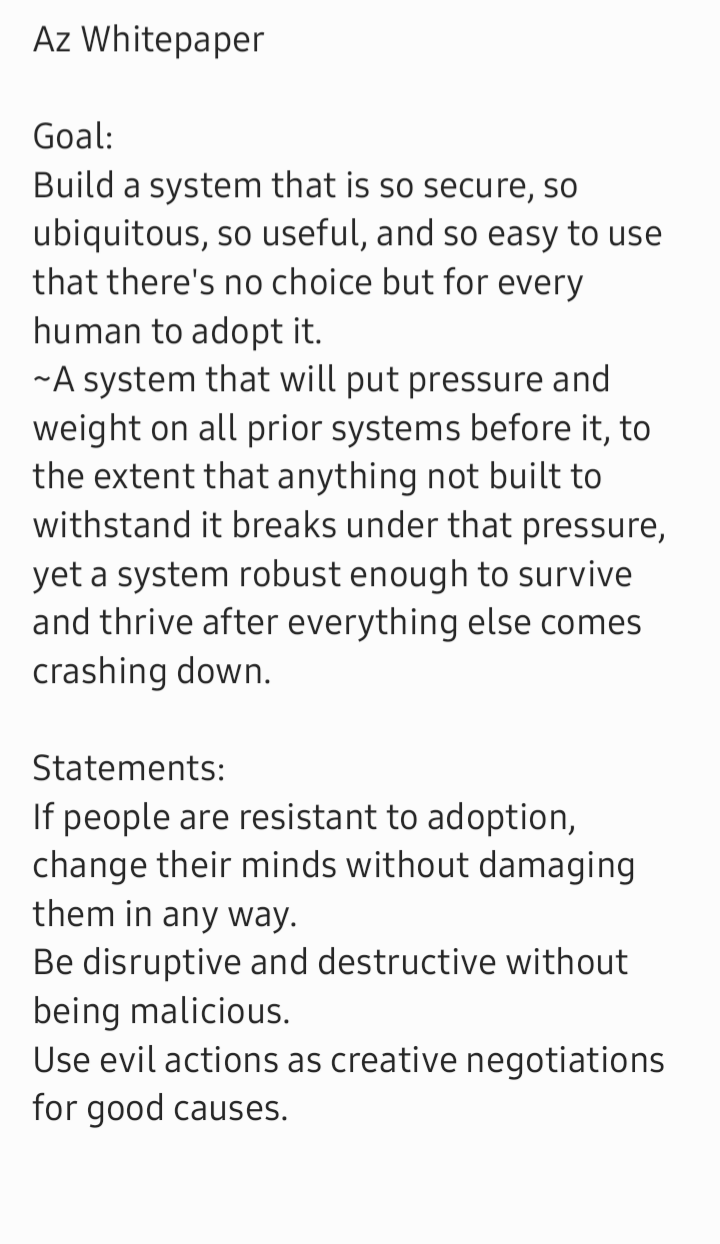 Az Whitepaper
Goal:
Build a system that is so secure, so
ubiquitous, so useful, and so easy to use
that there's no choice but for every
human to adopt it.
~A system that will put pressure and
weight on all prior systems before it, to
the extent that anything not built to
withstand it breaks under that pressure,
yet a system robust enough to survive
and thrive after everything else comes
crashing down.
Statements:
If people are resistant to adoption,
change their minds without damaging
them in any way.
Be disruptive and destructive without
being malicious.
Use evil actions as creative negotiations
for good causes.